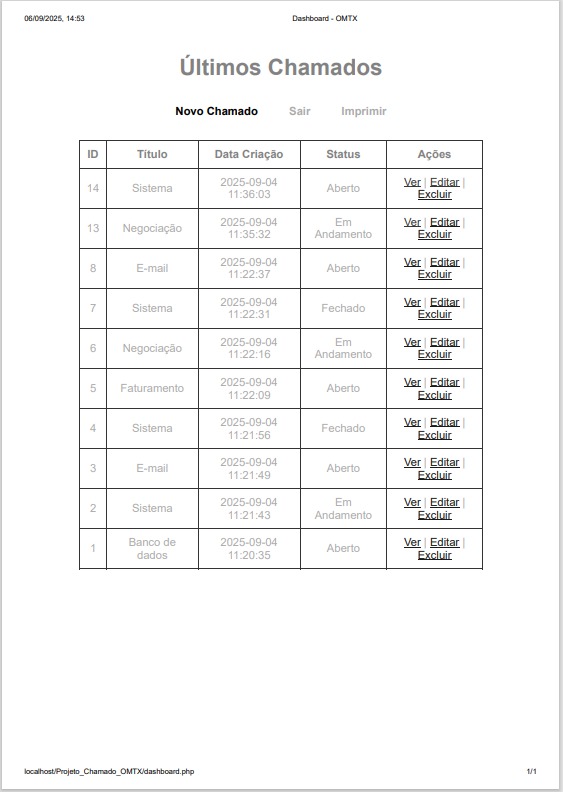 06/09/2025, 14:53 Dashboard - OMTX
Últimos Chamados
Novo Chamado Sair Imprimir
ID Título Data Criação Status Ações
14 Sistema 2025-09-04 11:36:03 Aberto Ver | Editar | Excluir
13 Negociação 2025-09-04 11:35:32 Em Andamento Ver | Editar | Excluir
8 E-mail 2025-09-04 11:22:37 Aberto Ver | Editar | Excluir
7 Sistema 2025-09-04 11:22:31 Fechado Ver | Editar | Excluir
6 Negociação 2025-09-04 11:22:16 Em Andamento Ver | Editar | Excluir
5 Faturamento 2025-09-04 11:22:09 Aberto Ver | Editar | Excluir
4 Sistema 2025-09-04 11:21:56 Fechado Ver | Editar | Excluir
3 E-mail 2025-09-04 11:21:49 Aberto Ver | Editar | Excluir
2 Sistema 2025-09-04 11:21:43 Em Andamento Ver | Editar | Excluir
1 Banco de dados 2025-09-04 11:20:35 Aberto Ver | Editar | Excluir
localhost/Projeto_Chamado_OMTX/dashboard.php 1/1